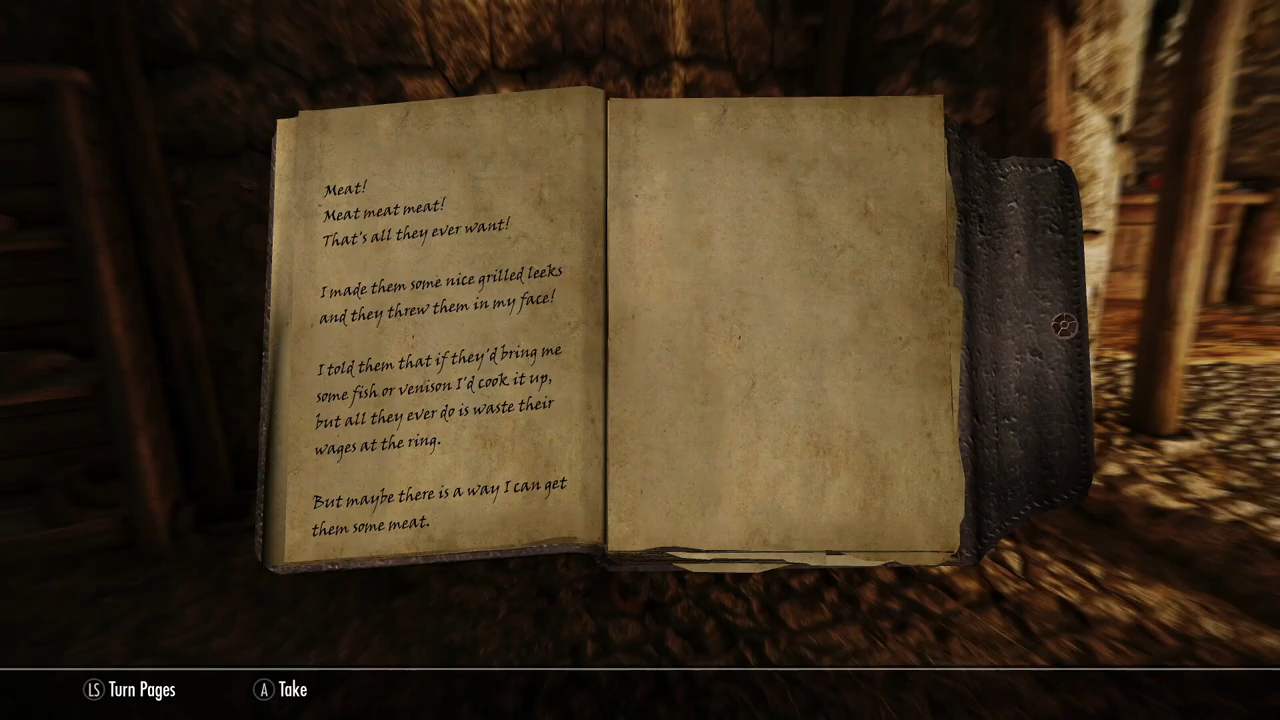 Meat!
Meat meat meat!
That's all they ever want!
I made them some nice grilled leeks
and they threw them in my face!
I told them that if they'd bring me
some fish or venison I'd cook it up,
but all they ever do is waste their
wages at the ring.
But maybe there is a way I can get
them some meat.
LS Turn Pages
A Take